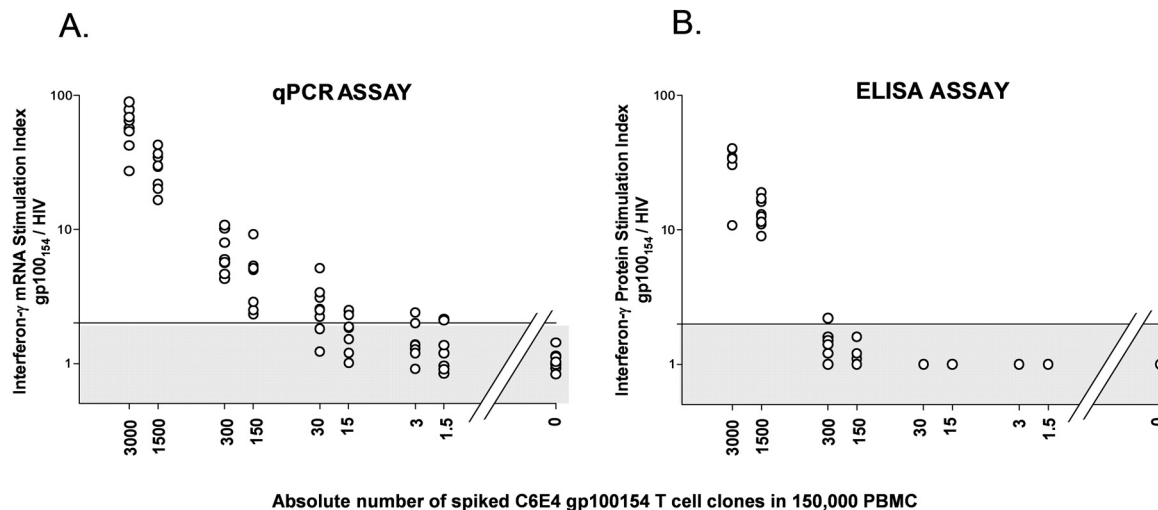 A.
qPCR ASSAY
Interferon-γ mRNA Stimulation Index
gp100154 / HIV
100
10
1
3000
1500
300
150
30
15
3
1.5
0
B.
ELISA ASSAY
Interferon-γ Protein Stimulation Index
gp100154 / HIV
100
10
1
3000
1500
300
150
30
15
3
1.5
0
Absolute number of spiked C6E4 gp100154 T cell clones in 150,000 PBMC